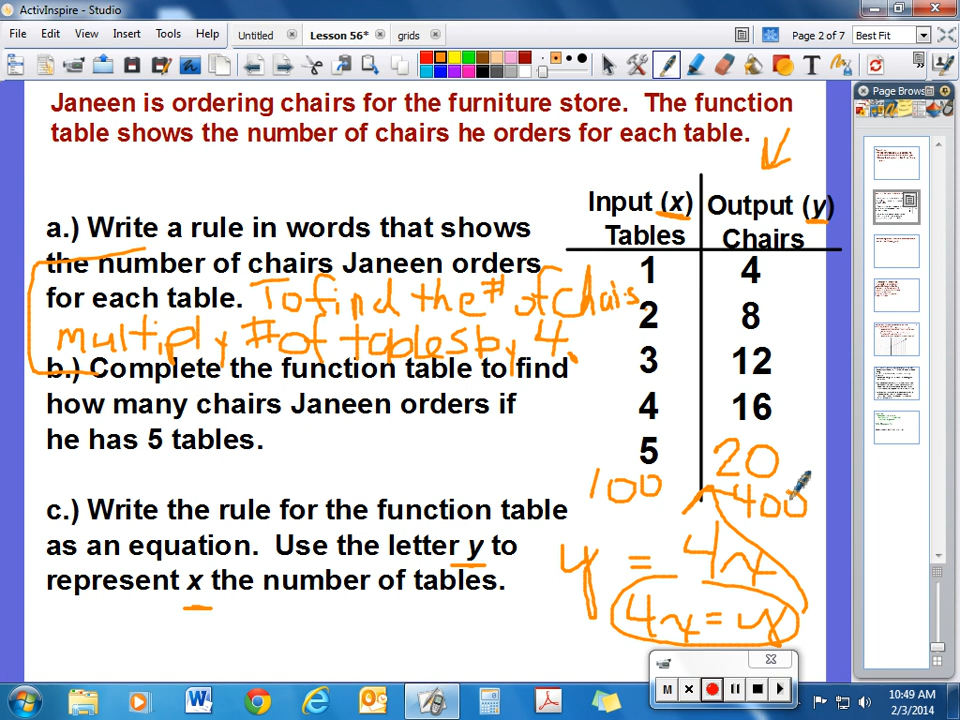 ActivInspire - Studio
File Edit View Insert Tools Help
Untitled Lesson 56* grids
Page 2 of 7 Best Fit
Page Brows
Janeen is ordering chairs for the furniture store. The function
table shows the number of chairs he orders for each table.
a.) Write a rule in words that shows
the number of chairs Janeen orders
for each table.
To find the # of chairs
multiply # of tables by 4.
b.) Complete the function table to find
how many chairs Janeen orders if
he has 5 tables.
c.) Write the rule for the function table
as an equation. Use the letter y to
represent x the number of tables.
Input (x) Output (y)
Tables Chairs
1 4
2 8
3 12
4 16
5 20
100 400
y = 4x
4x = y
M
10:49 AM
2/3/2014